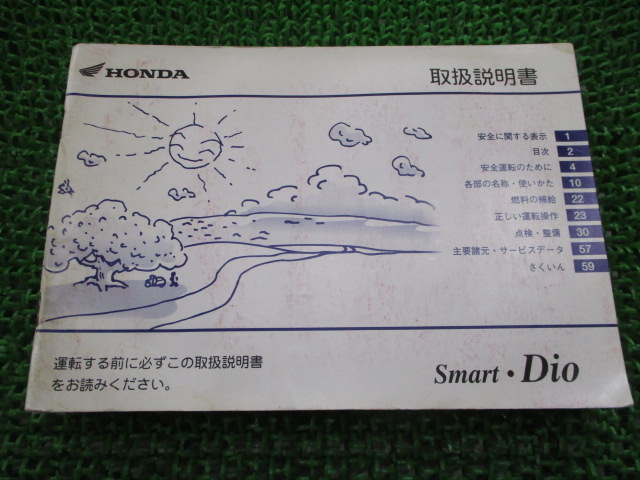 HONDA
取扱説明書
安全に関する表示 1
目次 2
安全運転のために 4
各部の名称・使いかた 10
燃料の補給 22
正しい運転操作 23
点検・整備 30
主要諸元・サービスデータ 57
さくいん 59
運転する前に必ずこの取扱説明書
をお読みください。
Smart・Dio